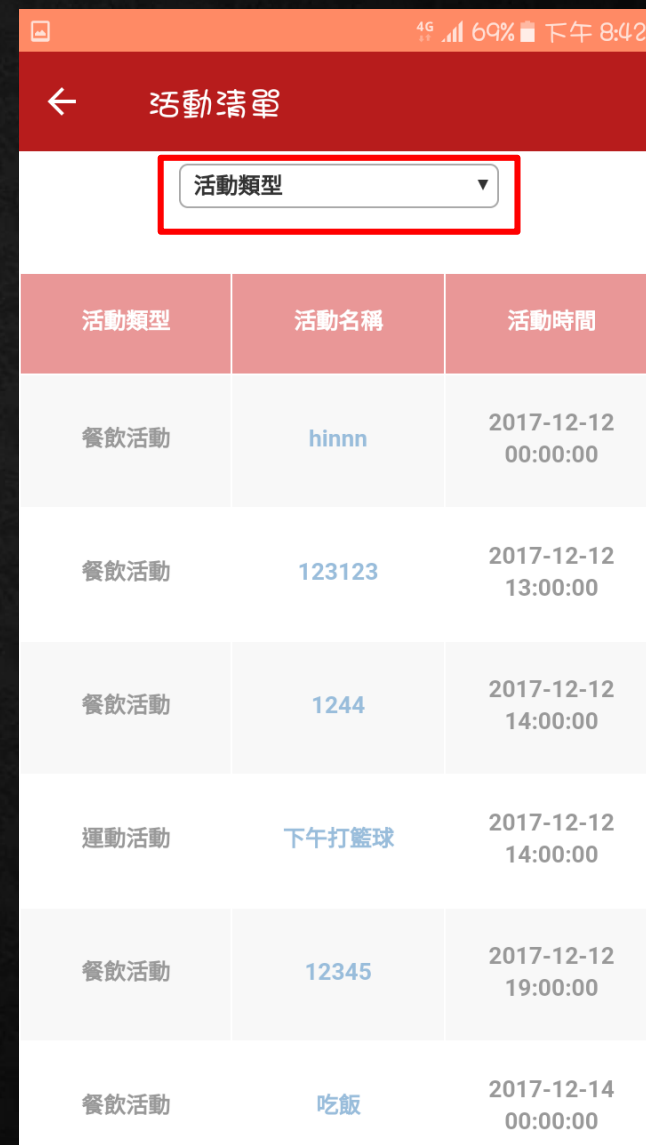 4G 69% 下午 8:42
活動清單
活動類型 ▼
活動類型 活動名稱 活動時間
餐飲活動 hinnn 2017-12-12
00:00:00
餐飲活動 123123 2017-12-12
13:00:00
餐飲活動 1244 2017-12-12
14:00:00
運動活動 下午打籃球 2017-12-12
14:00:00
餐飲活動 12345 2017-12-12
19:00:00
餐飲活動 吃飯 2017-12-14
00:00:00